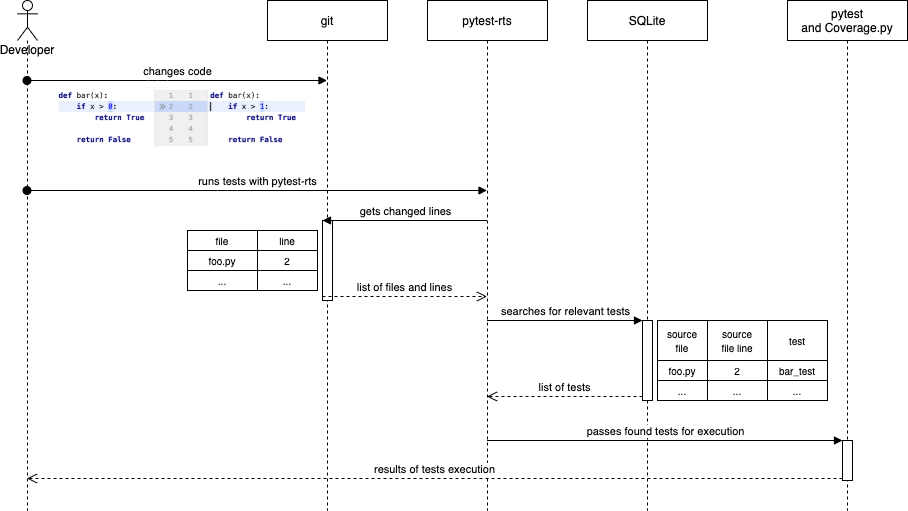 Developer
git
pytest-rts
SQLite
pytest
and Coverage.py
changes code
def bar(x): 1 1 def bar(x):
if x > 0: >> 2 2 if x > 1:
return True 3 3 return True
4 4
return False 5 5 return False
runs tests with pytest-rts
gets changed lines
file line
foo.py 2
... ...
list of files and lines
searches for relevant tests
source source
file file line test
foo.py 2 bar_test
... ... ...
list of tests
passes found tests for execution
results of tests execution